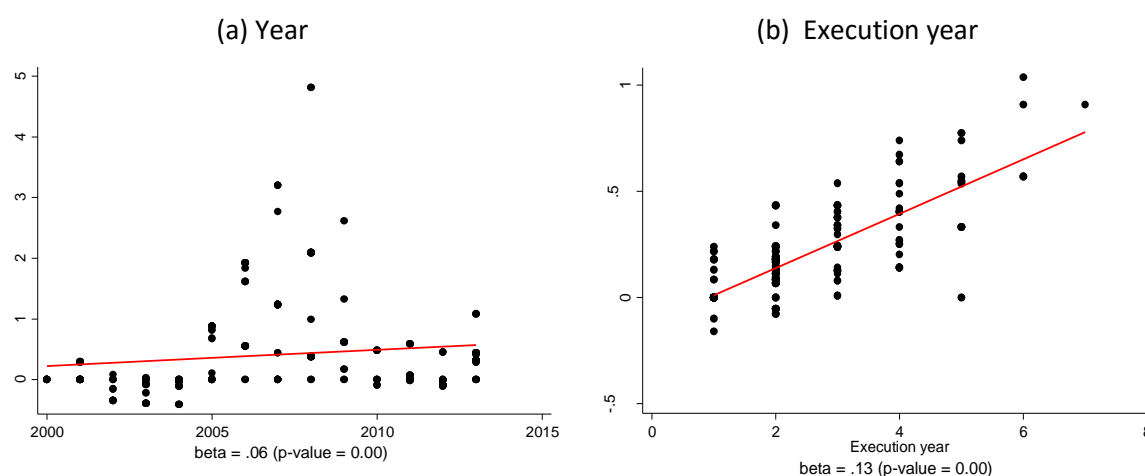 (a) Year
(b) Execution year
5
4
3
2
1
0
2000 2005 2010 2015
beta = .06 (p-value = 0.00)
1
.5
0
-.5
0 2 4 6 8
Execution year
beta = .13 (p-value = 0.00)